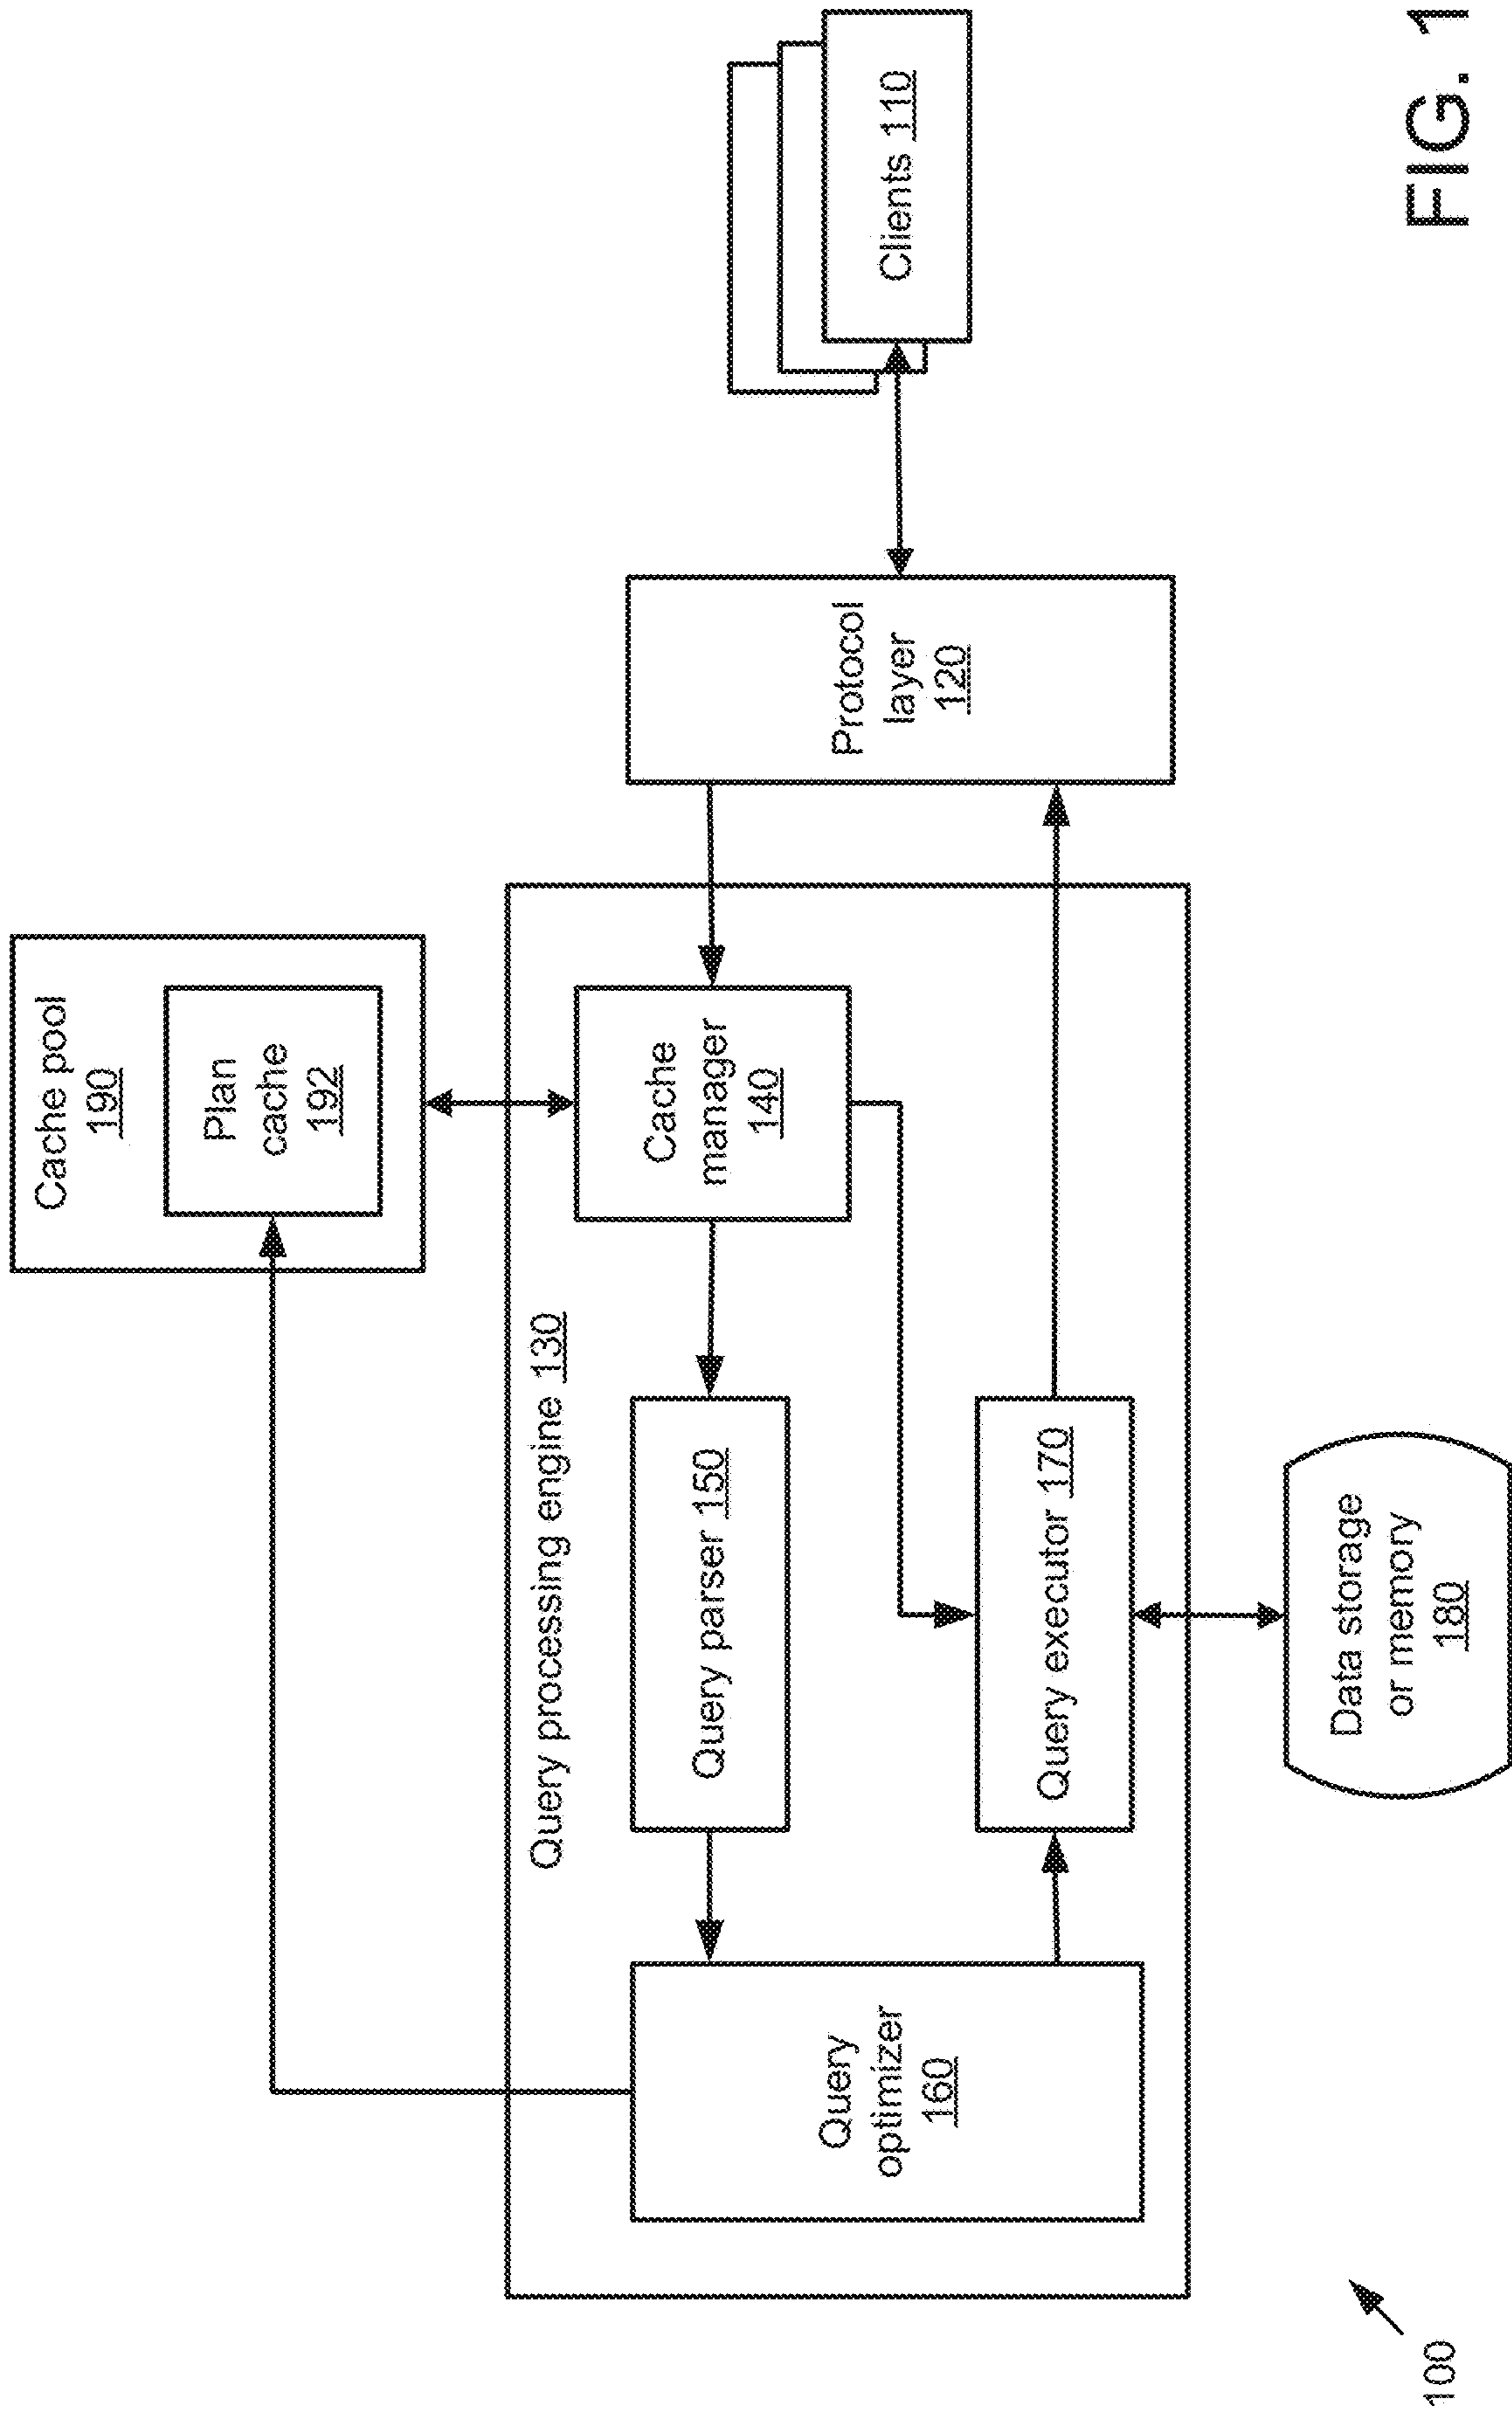 Cache pool
190
Plan
cache
192
Query processing engine 130
Query
optimizer
160
Query parser 150
Cache
manager
140
Query executor 170
Protocol
layer
120
Clients 110
Data storage
or memory
180
100
FIG. 1